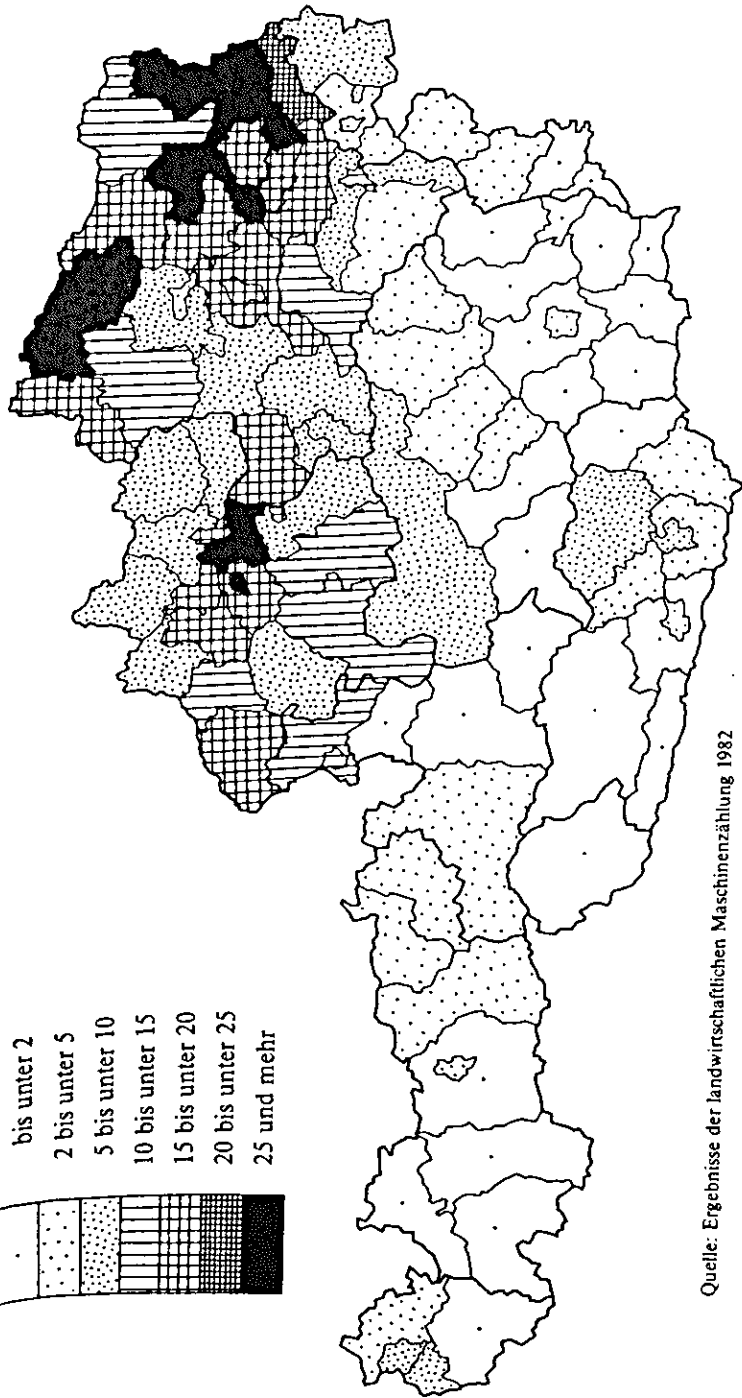 bis unter 2
2 bis unter 5
5 bis unter 10
10 bis unter 15
15 bis unter 20
20 bis unter 25
25 und mehr
Quelle: Ergebnisse der landwirtschaftlichen Maschinenzählung 1982